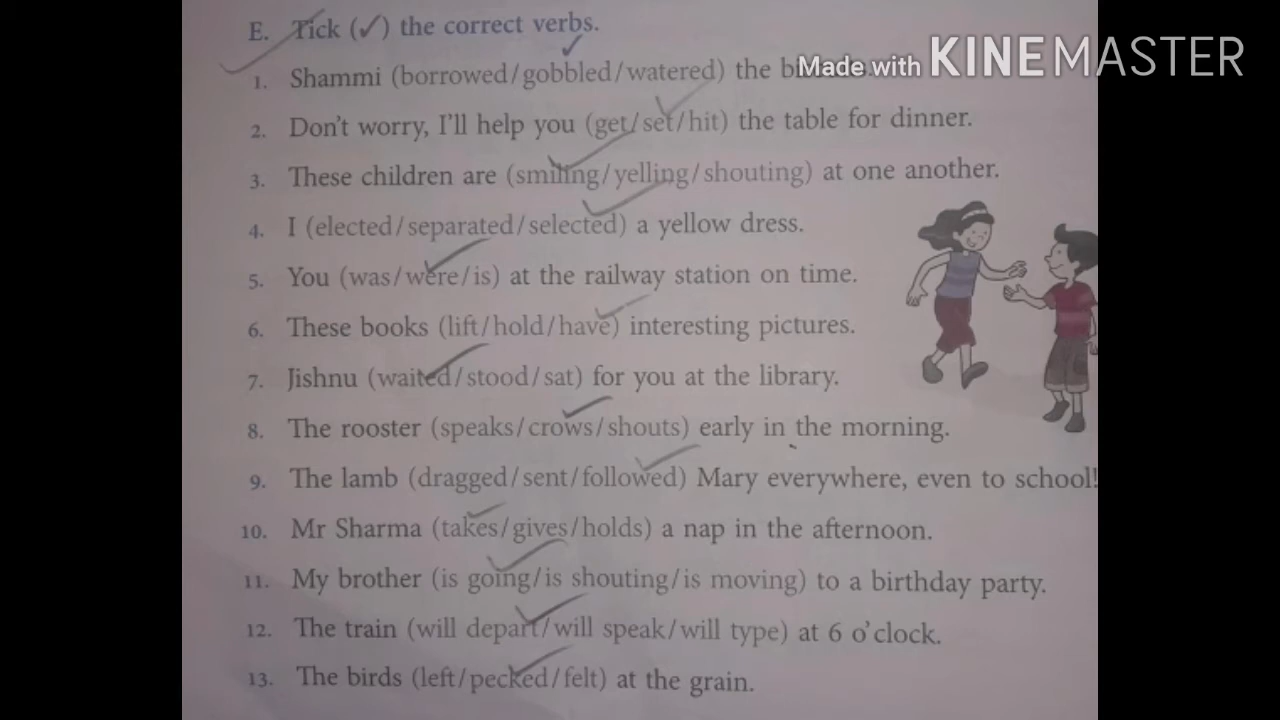 E. Tick (✓) the correct verbs.
1. Shammi (borrowed/gobbled/watered) the
Made with KINEMASTER
2. Don't worry, I'll help you (get/set/hit) the table for dinner.
3. These children are (smiling/yelling/shouting) at one another.
4. I (elected/separated/selected) a yellow dress.
5. You (was/were/is) at the railway station on time.
6. These books (lift/hold/have) interesting pictures.
7. Jishnu (waited/stood/sat) for you at the library.
8. The rooster (speaks/crows/shouts) early in the morning.
9. The lamb (dragged/sent/followed) Mary everywhere, even to school!
10. Mr Sharma (takes/gives/holds) a nap in the afternoon.
11. My brother (is going/is shouting/is moving) to a birthday party.
12. The train (will depart/will speak/will type) at 6 o'clock.
13. The birds (left/pecked/felt) at the grain.